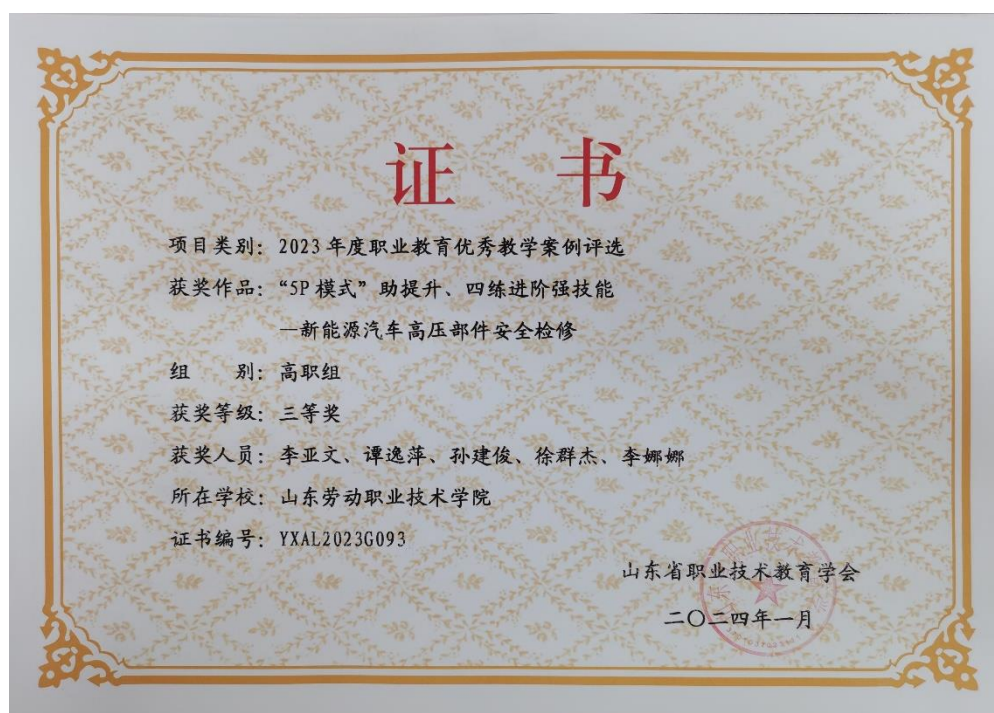 证 书
项目类别：2023 年度职业教育优秀教学案例评选
获奖作品：“5P 模式”助提升、四练进阶强技能
—新能源汽车高压部件安全检修
组 别：高职组
获奖等级：三等奖
获奖人员：李亚文、谭逸萍、孙建俊、徐群杰、李娜娜
所在学校：山东劳动职业技术学院
证书编号：YXAL2023G093
山东省职业技术教育学会
二〇二四年一月